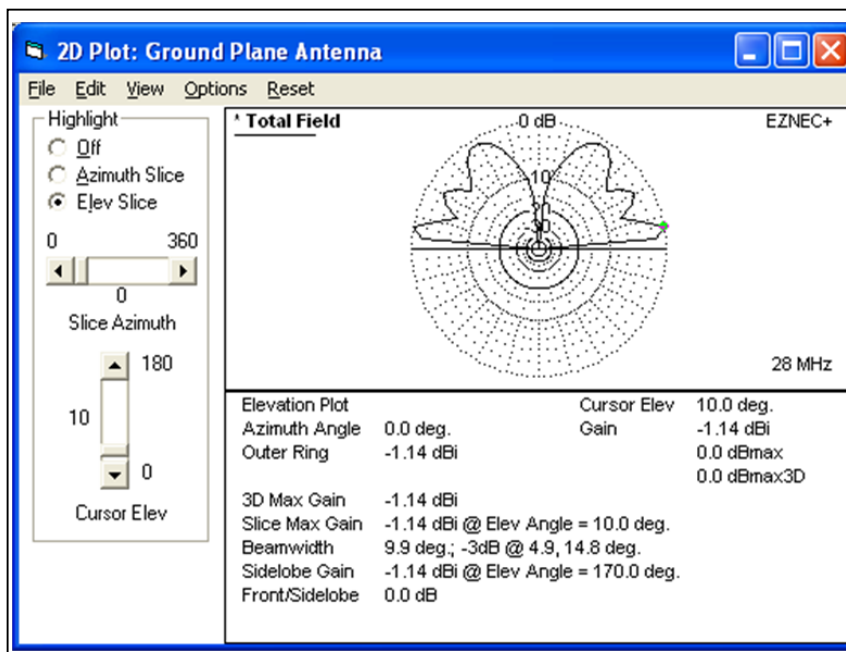 2D Plot: Ground Plane Antenna
File Edit View Options Reset
Highlight
Off
Azimuth Slice
Elev Slice
0 360
0
Slice Azimuth
180
10
0
Cursor Elev
* Total Field 0 dB EZNEC+
10
20
30
28 MHz
Elevation Plot Cursor Elev 10.0 deg.
Azimuth Angle 0.0 deg. Gain -1.14 dBi
Outer Ring -1.14 dBi 0.0 dBmax
0.0 dBmax3D
3D Max Gain -1.14 dBi
Slice Max Gain -1.14 dBi @ Elev Angle = 10.0 deg.
Beamwidth 9.9 deg.; -3dB @ 4.9, 14.8 deg.
Sidelobe Gain -1.14 dBi @ Elev Angle = 170.0 deg.
Front/Sidelobe 0.0 dB